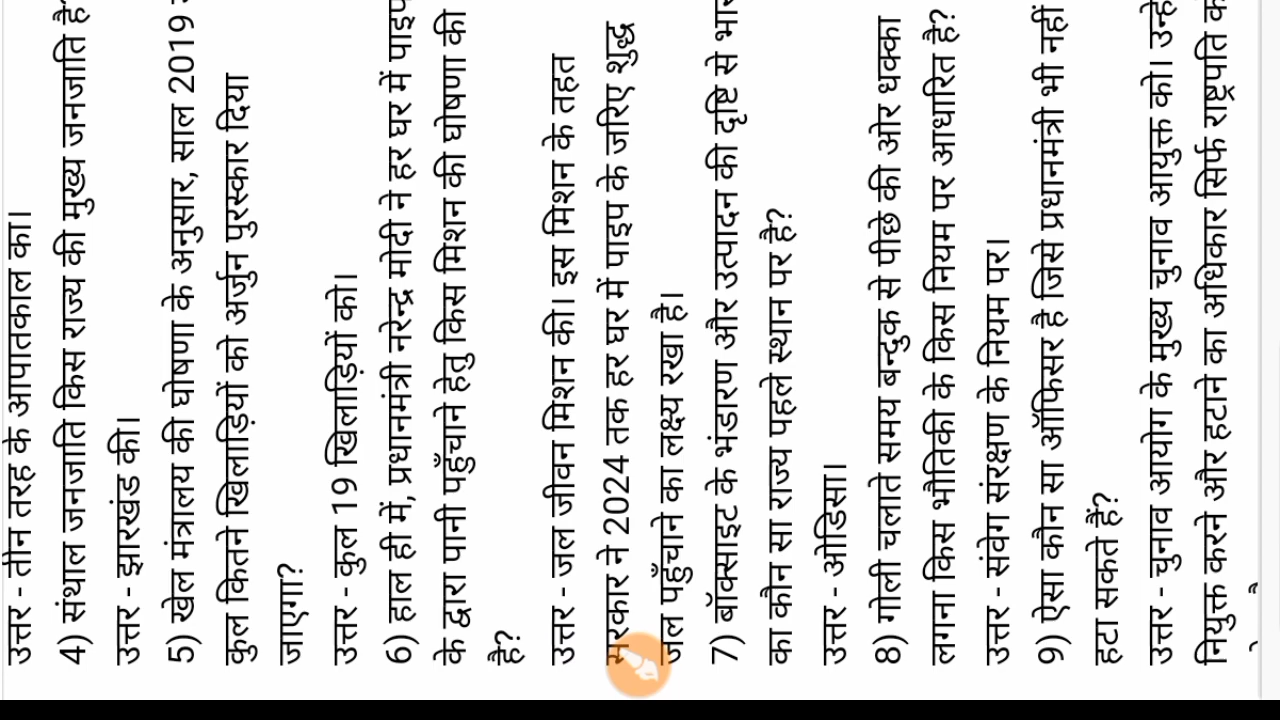 उत्तर - तीन तरह के आपातकाल का।
4) संथाल जनजाति किस राज्य की मुख्य जनजाति है?
उत्तर - झारखंड की।
5) खेल मंत्रालय की घोषणा के अनुसार, साल 2019
कुल कितने खिलाड़ियों को अर्जुन पुरस्कार दिया
जाएगा?
उत्तर - कुल 19 खिलाड़ियों को।
6) हाल ही में, प्रधानमंत्री नरेन्द्र मोदी ने हर घर में पाइप
के द्वारा पानी पहुँचाने हेतु किस मिशन की घोषणा की
है?
उत्तर - जल जीवन मिशन की। इस मिशन के तहत
सरकार ने 2024 तक हर घर में पाइप के जरिए शुद्ध
जल पहुँचाने का लक्ष्य रखा है।
7) बॉक्साइट के भंडारण और उत्पादन की दृष्टि से
का कौन सा राज्य पहले स्थान पर है?
उत्तर - ओडिसा।
8) गोली चलाते समय बन्दुक से पीछे की ओर धक्का
लगना किस भौतिकी के किस नियम पर आधारित है?
उत्तर - संवेग संरक्षण के नियम पर।
9) ऐसा कौन सा ऑफिसर है जिसे प्रधानमंत्री भी नहीं
हटा सकते हैं?
उत्तर - चुनाव आयोग के मुख्य चुनाव आयुक्त को। उन्हें
नियुक्त करने और हटाने का अधिकार सिर्फ राष्ट्रपति